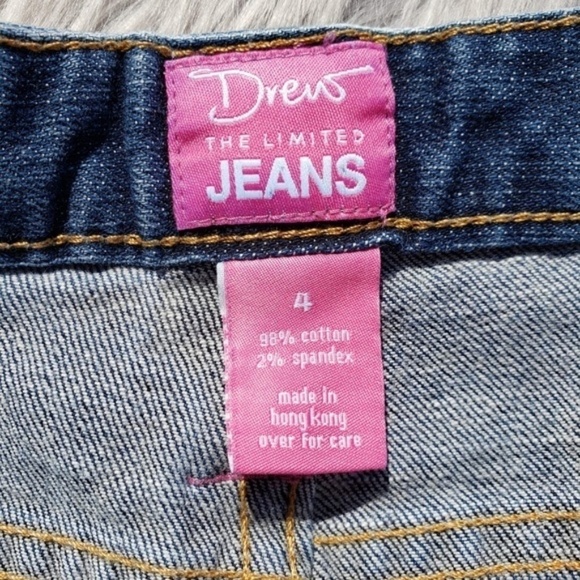 Drew
THE LIMITED
JEANS
4
98% cotton
2% spandex
made in
hong kong
over for care